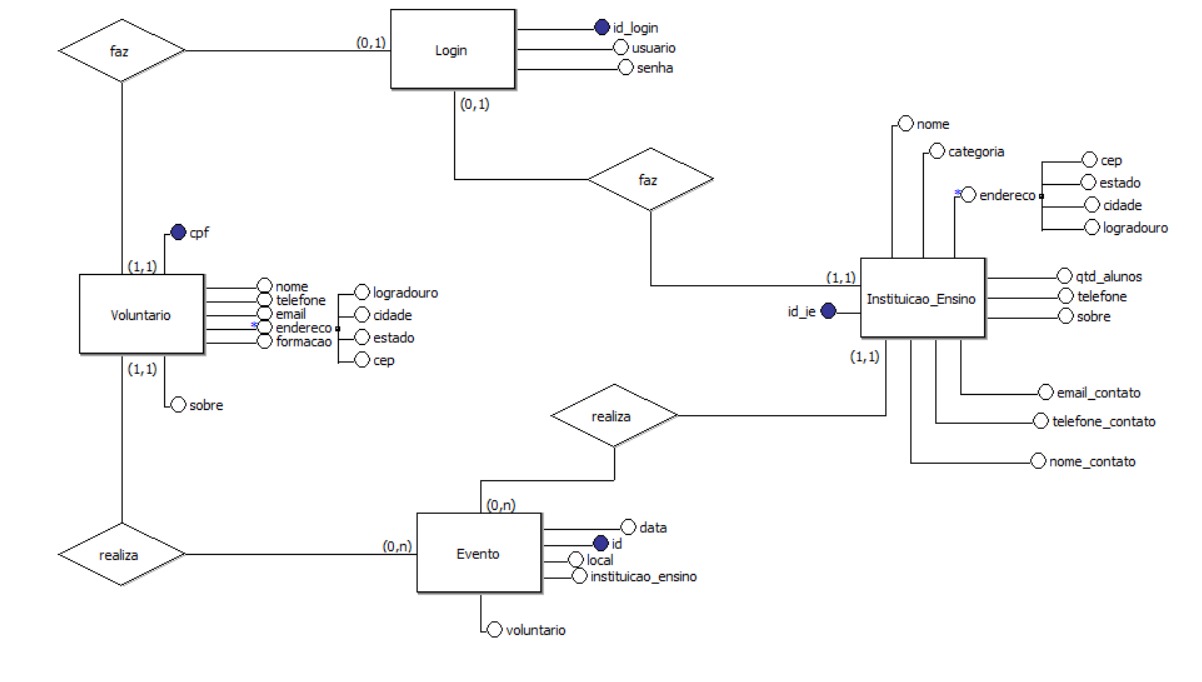 faz
(0,1)
Login
id_login
usuario
senha
(0,1)
faz
nome
categoria
* endereco
cep
estado
cidade
logradouro
(1,1)
Instituicao_Ensino
id_ie
qtd_alunos
telefone
sobre
(1,1)
email_contato
telefone_contato
nome_contato
cpf
(1,1)
Voluntario
nome
telefone
email
* endereco
formacao
logradouro
cidade
estado
cep
(1,1)
sobre
realiza
(0,n)
realiza
(0,n)
Evento
data
id
local
instituicao_ensino
voluntario